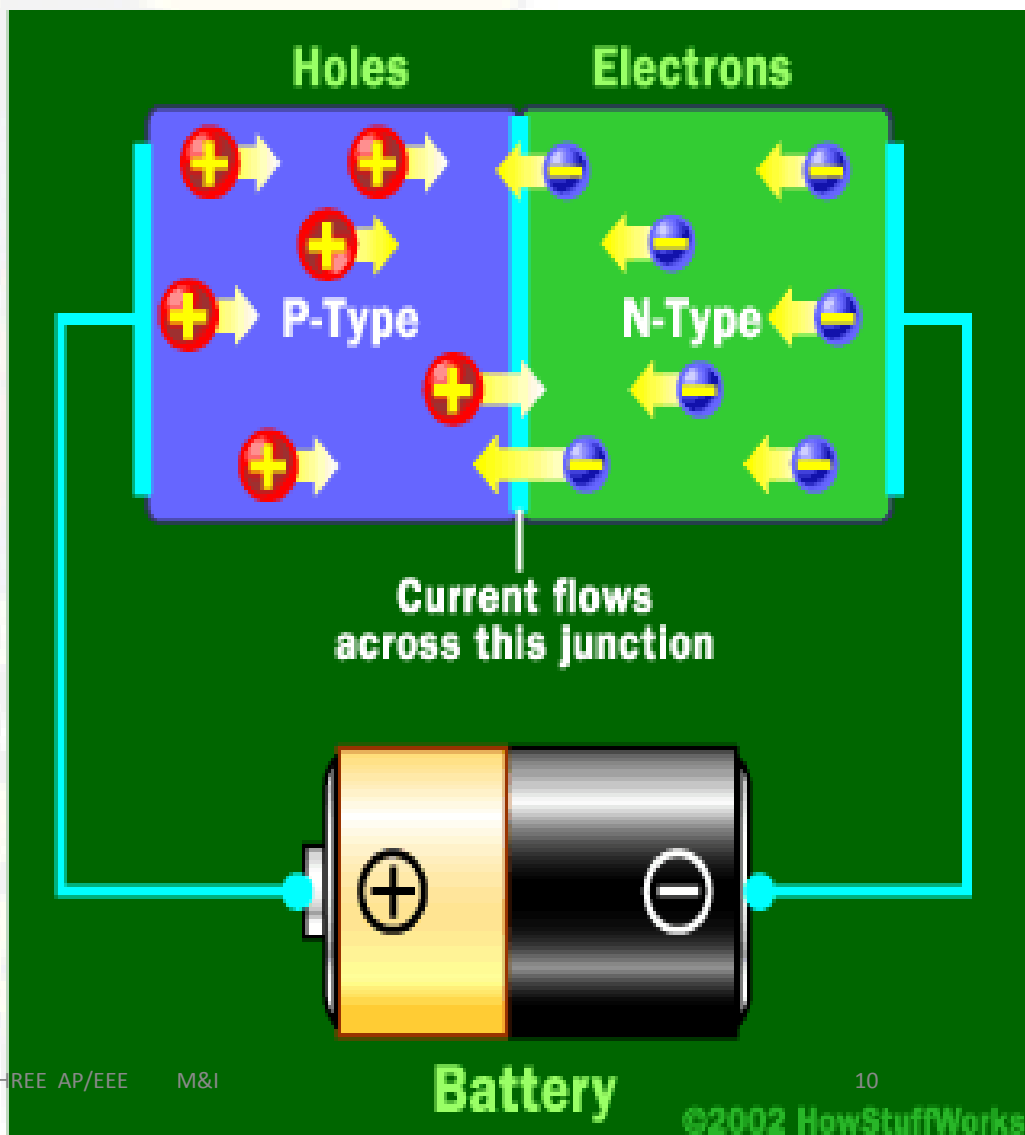 Holes Electrons
P-Type N-Type
Current flows
across this junction
AP/EEE M&I 10
Battery
©2002 HowStuffWorks